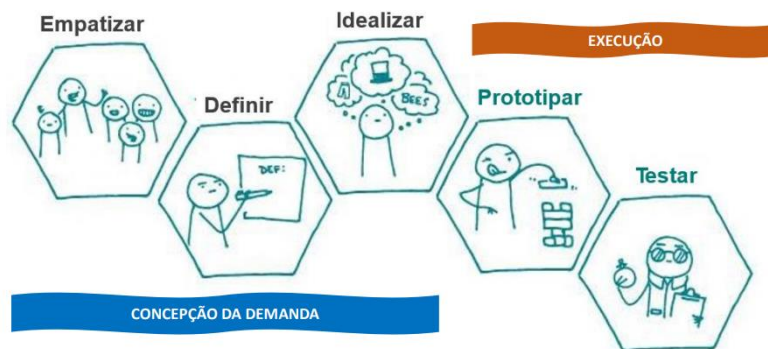 Empatizar
Definir
DEF:
Idealizar
A
BEES
EXECUÇÃO
Prototipar
Testar
CONCEPÇÃO DA DEMANDA